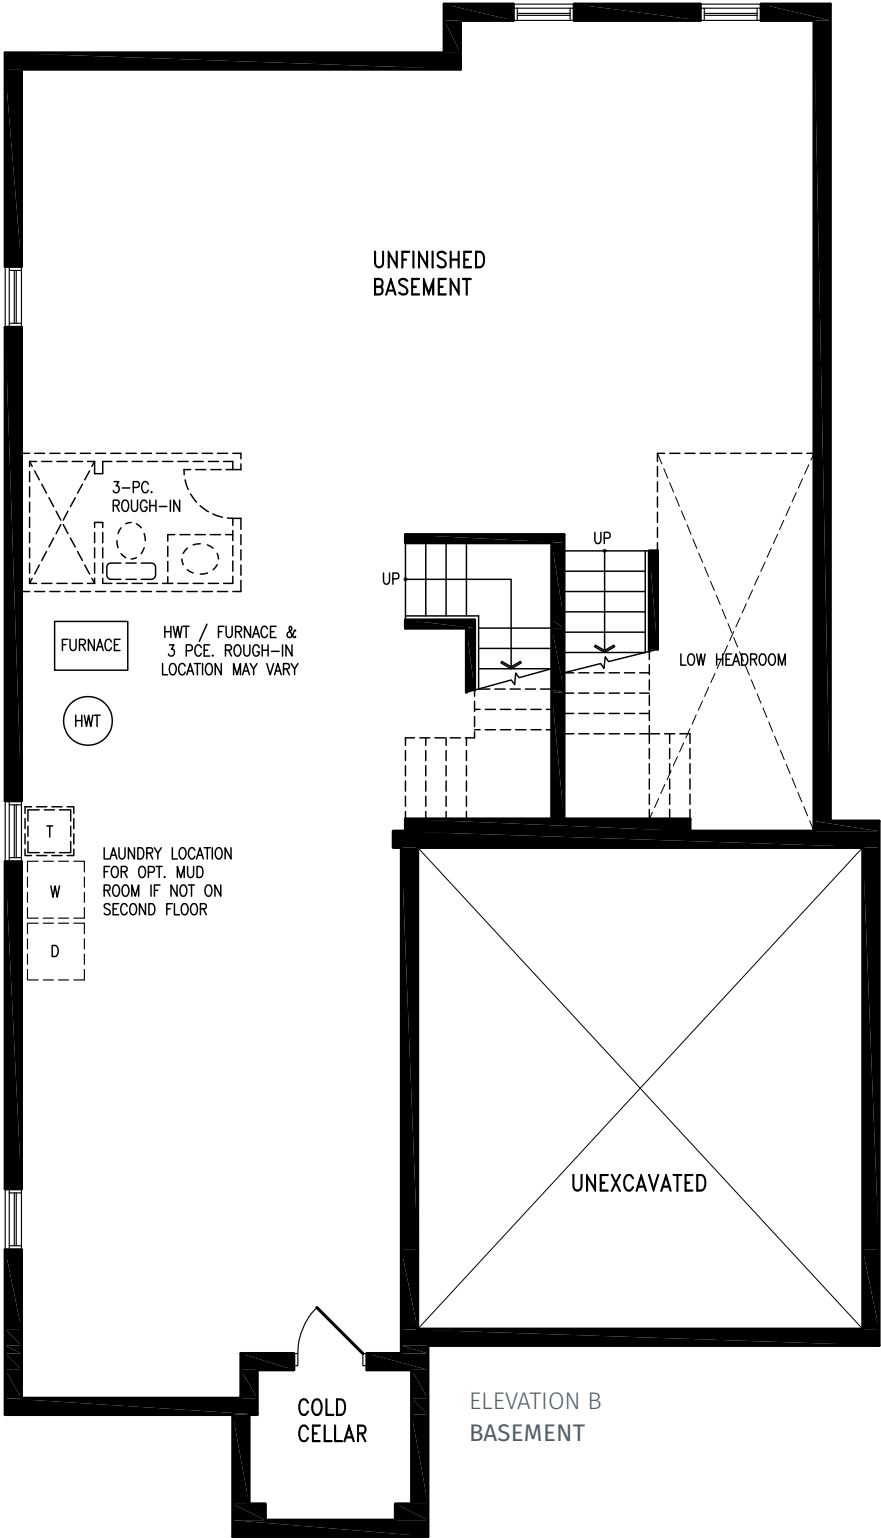 UNFINISHED
BASEMENT
3-PC.
ROUGH-IN
UP
UP
FURNACE
HWT / FURNACE &
3 PCE. ROUGH-IN
LOCATION MAY VARY
LOW HEADROOM
HWT
T
W
D
LAUNDRY LOCATION
FOR OPT. MUD
ROOM IF NOT ON
SECOND FLOOR
UNEXCAVATED
COLD
CELLAR
ELEVATION B
BASEMENT